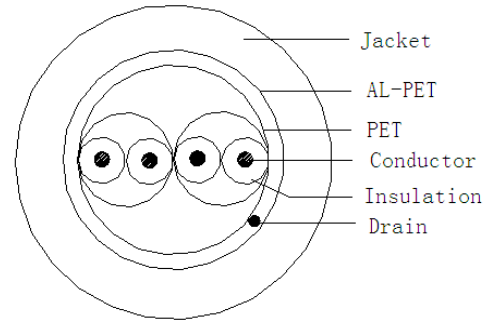 Jacket
AL-PET
PET
Conductor
Insulation
Drain